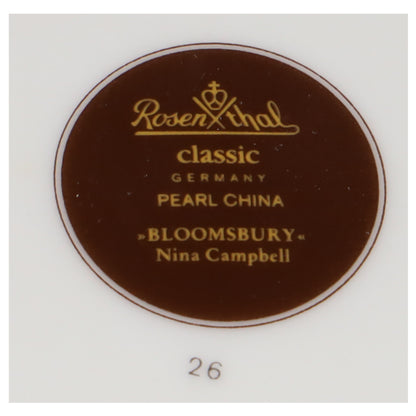 Rosenthal
classic
GERMANY
PEARL CHINA
»BLOOMSBURY«
Nina Campbell
26